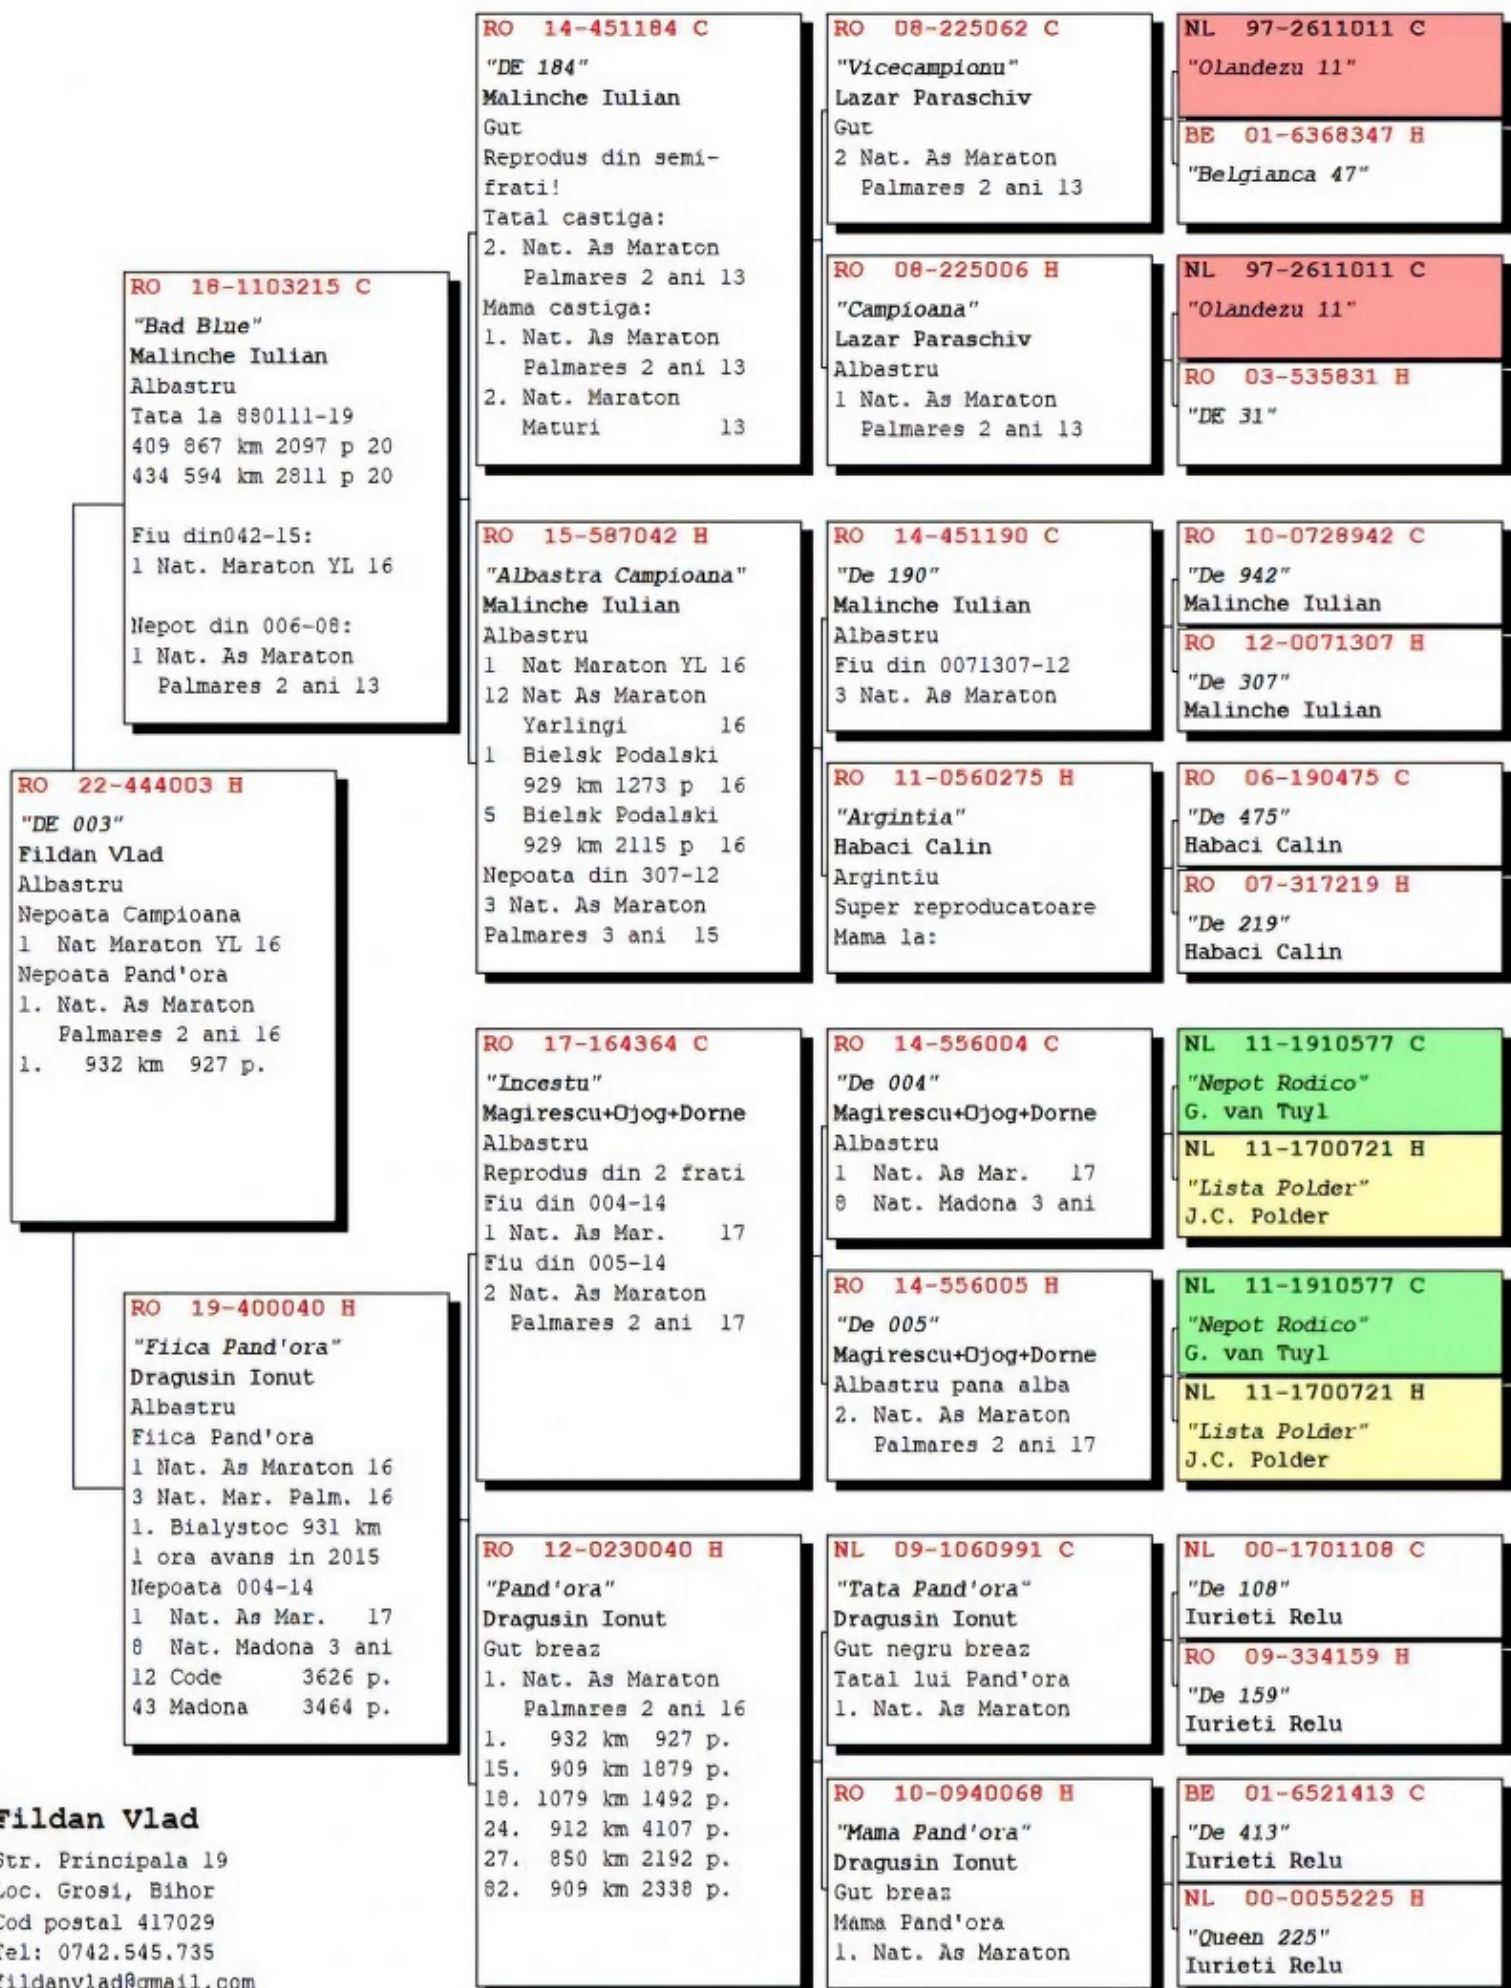 RO 14-451184 C
"DE 184"
Malinche Iulian
Gut
Reprodus din semi-
frati!
Tatal castiga:
2. Nat. As Maraton
Palmares 2 ani 13
Mama castiga:
1. Nat. As Maraton
Palmares 2 ani 13
2. Nat. Maraton
Maturi 13
RO 08-225062 C
"Vicecampionu"
Lazar Paraschiv
Gut
2 Nat. As Maraton
Palmares 2 ani 13
NL 97-2611011 C
"Olandezu 11"
BE 01-6368347 H
"Belgianca 47"
RO 08-225006 H
"Campioana"
Lazar Paraschiv
Albastru
1 Nat. As Maraton
Palmares 2 ani 13
NL 97-2611011 C
"Olandezu 11"
RO 03-535831 H
"DE 31"
RO 18-1103215 C
"Bad Blue"
Malinche Iulian
Albastru
Tata la 880111-19
409 867 km 2097 p 20
434 594 km 2811 p 20
Fiu din042-15:
1 Nat. Maraton YL 16
Nepot din 006-08:
1 Nat. As Maraton
Palmares 2 ani 13
RO 15-587042 H
"Albastra Campioana"
Malinche Iulian
Albastru
1 Nat Maraton YL 16
12 Nat As Maraton
Yarlingi 16
1 Bielsk Podalski
929 km 1273 p 16
5 Bielsk Podalski
929 km 2115 p 16
Nepoata din 307-12
3 Nat. As Maraton
Palmares 3 ani 15
RO 14-451190 C
"De 190"
Malinche Iulian
Albastru
Fiu din 0071307-12
3 Nat. As Maraton
RO 10-0728942 C
"De 942"
Malinche Iulian
RO 12-0071307 H
"De 307"
Malinche Iulian
RO 11-0560275 H
"Argintia"
Habaci Calin
Argintiu
Super reproducatoare
Mama la:
RO 06-190475 C
"De 475"
Habaci Calin
RO 07-317219 H
"De 219"
Habaci Calin
RO 22-444003 H
"DE 003"
Fildan Vlad
Albastru
Nepoata Campioana
1 Nat Maraton YL 16
Nepoata Pand'ora
1. Nat. As Maraton
Palmares 2 ani 16
1. 932 km 927 p.
RO 17-164364 C
"Incestu"
Magirescu+Ojog+Dorne
Albastru
Reprodus din 2 frati
Fiu din 004-14
1 Nat. As Mar. 17
Fiu din 005-14
2 Nat. As Maraton
Palmares 2 ani 17
RO 14-556004 C
"De 004"
Magirescu+Ojog+Dorne
Albastru
1 Nat. As Mar. 17
8 Nat. Madona 3 ani
NL 11-1910577 C
"Nepot Rodico"
G. van Tuyl
NL 11-1700721 H
"Lista Polder"
J.C. Polder
RO 14-556005 H
"De 005"
Magirescu+Ojog+Dorne
Albastru pana alba
2. Nat. As Maraton
Palmares 2 ani 17
NL 11-1910577 C
"Nepot Rodico"
G. van Tuyl
NL 11-1700721 H
"Lista Polder"
J.C. Polder
RO 19-400040 H
"Fiica Pand'ora"
Dragusin Ionut
Albastru
Fiica Pand'ora
1 Nat. As Maraton 16
3 Nat. Mar. Palm. 16
1. Bialystoc 931 km
1 ora avans in 2015
Nepoata 004-14
1 Nat. As Mar. 17
8 Nat. Madona 3 ani
12 Code 3626 p.
43 Madona 3464 p.
RO 12-0230040 H
"Pand'ora"
Dragusin Ionut
Gut breaz
1. Nat. As Maraton
Palmares 2 ani 16
1. 932 km 927 p.
15. 909 km 1879 p.
18. 1079 km 1492 p.
24. 912 km 4107 p.
27. 850 km 2192 p.
82. 909 km 2338 p.
NL 09-1060991 C
"Tata Pand'ora"
Dragusin Ionut
Gut negru breaz
Tatal lui Pand'ora
1. Nat. As Maraton
NL 00-1701108 C
"De 108"
Iurieti Relu
RO 09-334159 H
"De 159"
Iurieti Relu
RO 10-0940068 H
"Mama Pand'ora"
Dragusin Ionut
Gut breaz
Mama Pand'ora
1. Nat. As Maraton
BE 01-6521413 C
"De 413"
Iurieti Relu
NL 00-0055225 H
"Queen 225"
Iurieti Relu
Fildan Vlad
Str. Principala 19
Loc. Grosi, Bihor
Cod postal 417029
Tel: 0742.545.735
fildanvlad@gmail.com